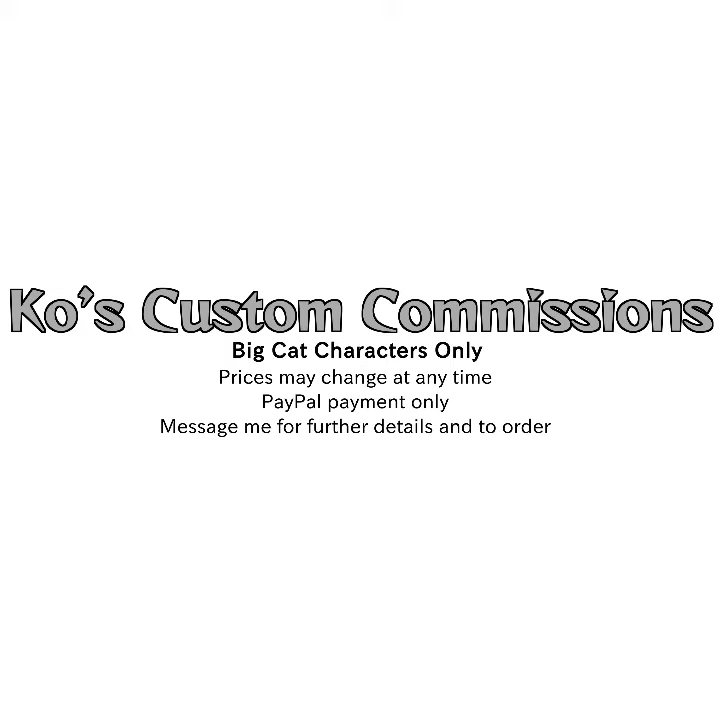 Ko's Custom Commissions
Big Cat Characters Only
Prices may change at any time
PayPal payment only
Message me for further details and to order